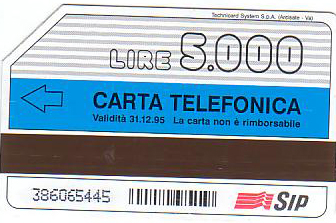 Technicard System S.p.A. (Arcisate - Va)
LIRE 5.000
CARTA TELEFONICA
Validità 31.12.95 La carta non è rimborsabile
386065445
SIP